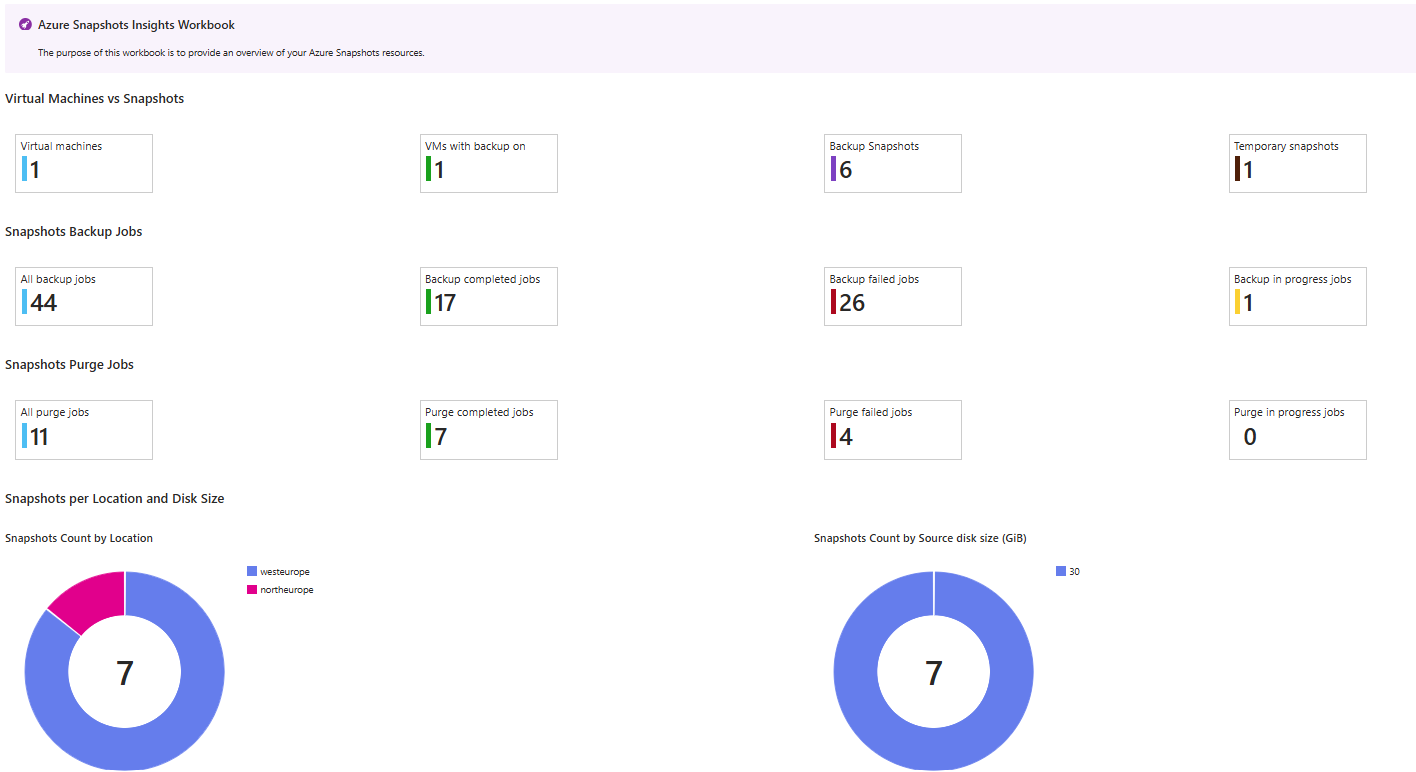 Azure Snapshots Insights Workbook
The purpose of this workbook is to provide an overview of your Azure Snapshots resources.
Virtual Machines vs Snapshots
Virtual machines
1
VMs with backup on
1
Backup Snapshots
6
Temporary snapshots
1
Snapshots Backup Jobs
All backup jobs
44
Backup completed jobs
17
Backup failed jobs
26
Backup in progress jobs
1
Snapshots Purge Jobs
All purge jobs
11
Purge completed jobs
7
Purge failed jobs
4
Purge in progress jobs
0
Snapshots per Location and Disk Size
Snapshots Count by Location
westeurope
northeurope
7
Snapshots Count by Source disk size (GiB)
30
7